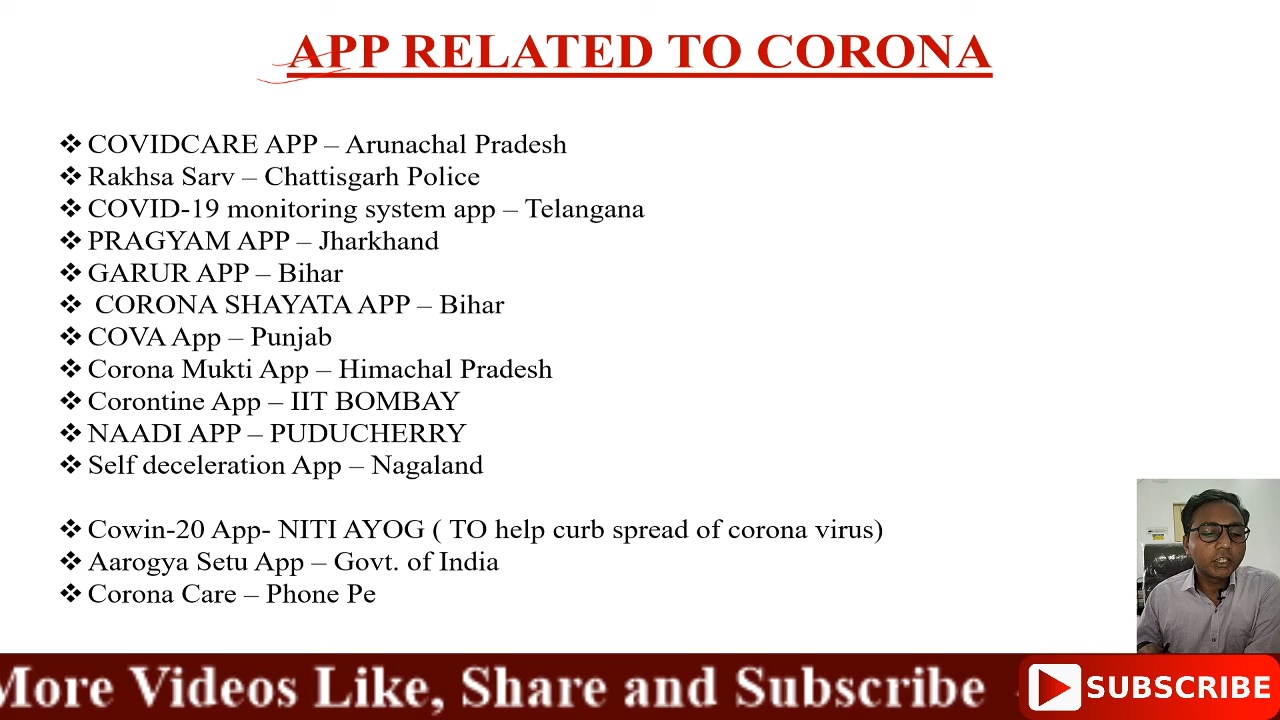 APP RELATED TO CORONA
❖ COVIDCARE APP – Arunachal Pradesh
❖ Rakhsa Sarv – Chattisgarh Police
❖ COVID-19 monitoring system app – Telangana
❖ PRAGYAM APP – Jharkhand
❖ GARUR APP – Bihar
❖ CORONA SHAYATA APP – Bihar
❖ COVA App – Punjab
❖ Corona Mukti App – Himachal Pradesh
❖ Corontine App – IIT BOMBAY
❖ NAADI APP – PUDUCHERRY
❖ Self deceleration App – Nagaland
❖ Cowin-20 App- NITI AYOG ( TO help curb spread of corona virus)
❖ Aarogya Setu App – Govt. of India
❖ Corona Care – Phone Pe
More Videos Like, Share and Subscribe
SUBSCRIBE